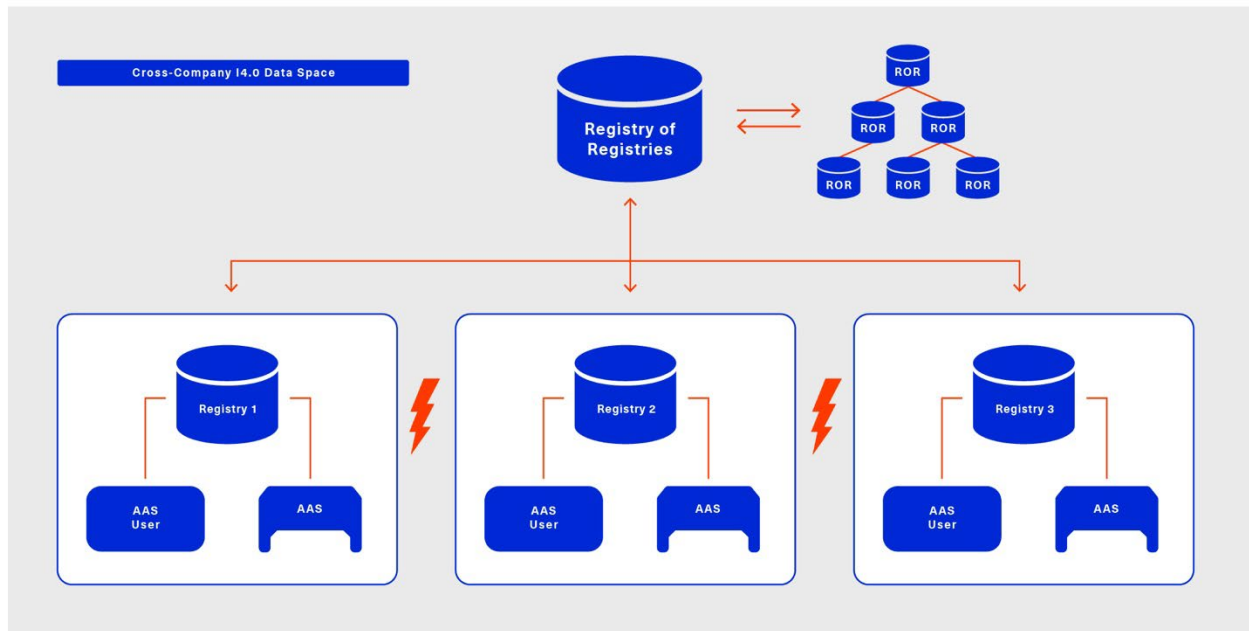 Cross-Company I4.0 Data Space
Registry of
Registries
ROR
ROR
ROR
ROR
ROR
ROR
Registry 1
AAS
User
AAS
Registry 2
AAS
User
AAS
Registry 3
AAS
User
AAS